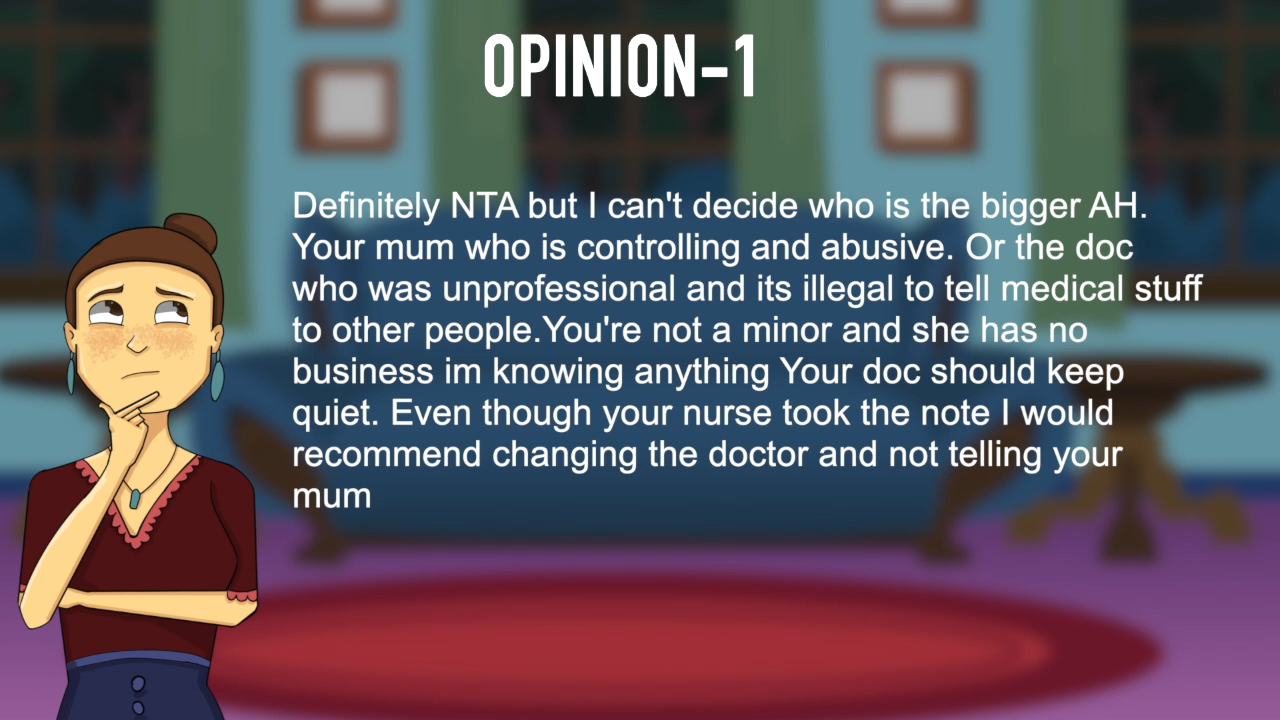 OPINION-1
Definitely NTA but I can't decide who is the bigger AH.
Your mum who is controlling and abusive. Or the doc
who was unprofessional and its illegal to tell medical stuff
to other people.You're not a minor and she has no
business im knowing anything Your doc should keep
quiet. Even though your nurse took the note I would
recommend changing the doctor and not telling your
mum